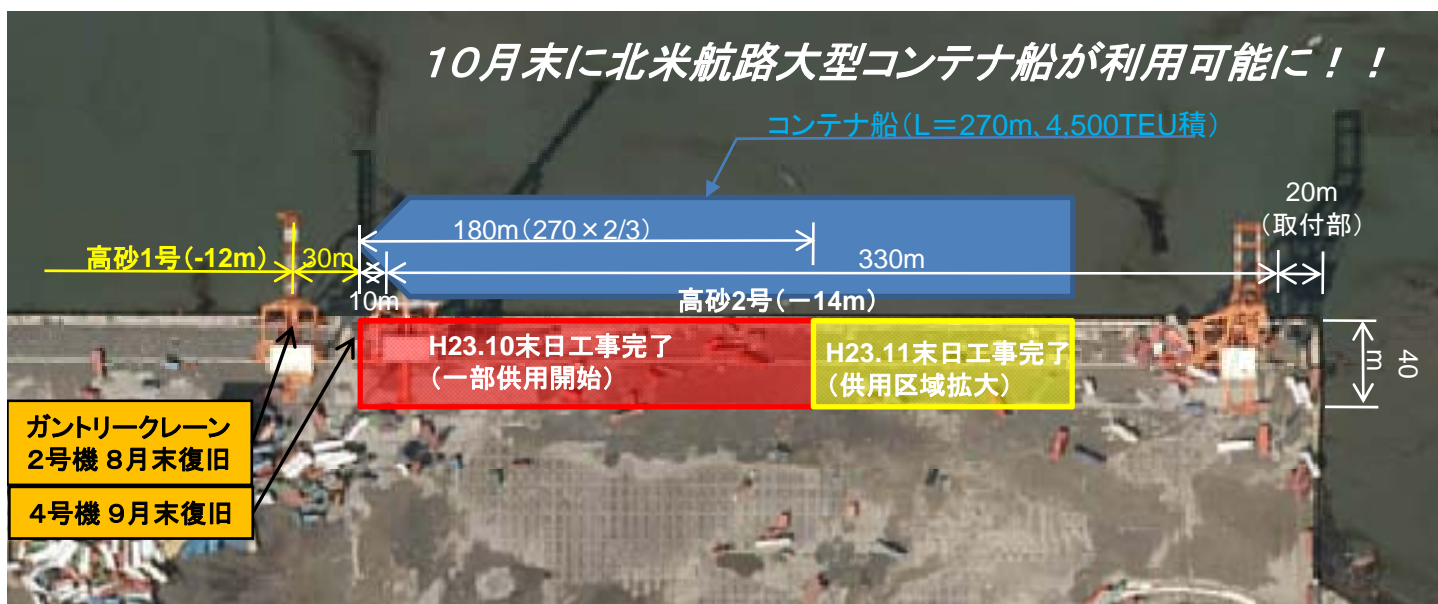 10月末に北米航路大型コンテナ船が利用可能に！！
コンテナ船（L＝270m、4,500TEU積）
20m
（取付部）
180m（270×2/3）
高砂1号（-12m）
30m
330m
10m
高砂2号（－14m）
H23.10末日工事完了
（一部供用開始）
H23.11末日工事完了
（供用区域拡大）
40
m
ガントリークレーン
2号機 8月末復旧
4号機 9月末復旧